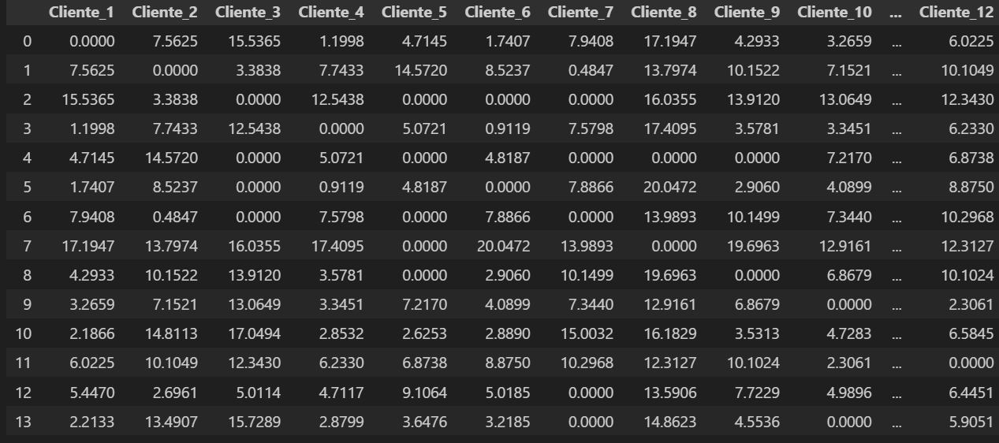 Cliente_1 Cliente_2 Cliente_3 Cliente_4 Cliente_5 Cliente_6 Cliente_7 Cliente_8 Cliente_9 Cliente_10 ... Cliente_12
0 0.0000 7.5625 15.5365 1.1998 4.7145 1.7407 7.9408 17.1947 4.2933 3.2659 ... 6.0225
1 7.5625 0.0000 3.3838 7.7433 14.5720 8.5237 0.4847 13.7974 10.1522 7.1521 ... 10.1049
2 15.5365 3.3838 0.0000 12.5438 0.0000 0.0000 0.0000 16.0355 13.9120 13.0649 ... 12.3430
3 1.1998 7.7433 12.5438 0.0000 5.0721 0.9119 7.5798 17.4095 3.5781 3.3451 ... 6.2330
4 4.7145 14.5720 0.0000 5.0721 0.0000 4.8187 0.0000 0.0000 0.0000 7.2170 ... 6.8738
5 1.7407 8.5237 0.0000 0.9119 4.8187 0.0000 7.8866 20.0472 2.9060 4.0899 ... 8.8750
6 7.9408 0.4847 0.0000 7.5798 0.0000 7.8866 0.0000 13.9893 10.1499 7.3440 ... 10.2968
7 17.1947 13.7974 16.0355 17.4095 0.0000 20.0472 13.9893 0.0000 19.6963 12.9161 ... 12.3127
8 4.2933 10.1522 13.9120 3.5781 0.0000 2.9060 10.1499 19.6963 0.0000 6.8679 ... 10.1024
9 3.2659 7.1521 13.0649 3.3451 7.2170 4.0899 7.3440 12.9161 6.8679 0.0000 ... 2.3061
10 2.1866 14.8113 17.0494 2.8532 2.6253 2.8890 15.0032 16.1829 3.5313 4.7283 ... 6.5845
11 6.0225 10.1049 12.3430 6.2330 6.8738 8.8750 10.2968 12.3127 10.1024 2.3061 ... 0.0000
12 5.4470 2.6961 5.0114 4.7117 9.1064 5.0185 0.0000 13.5906 7.7229 4.9896 ... 6.4451
13 2.2133 13.4907 15.7289 2.8799 3.6476 3.2185 0.0000 14.8623 4.5536 0.0000 ... 5.9051